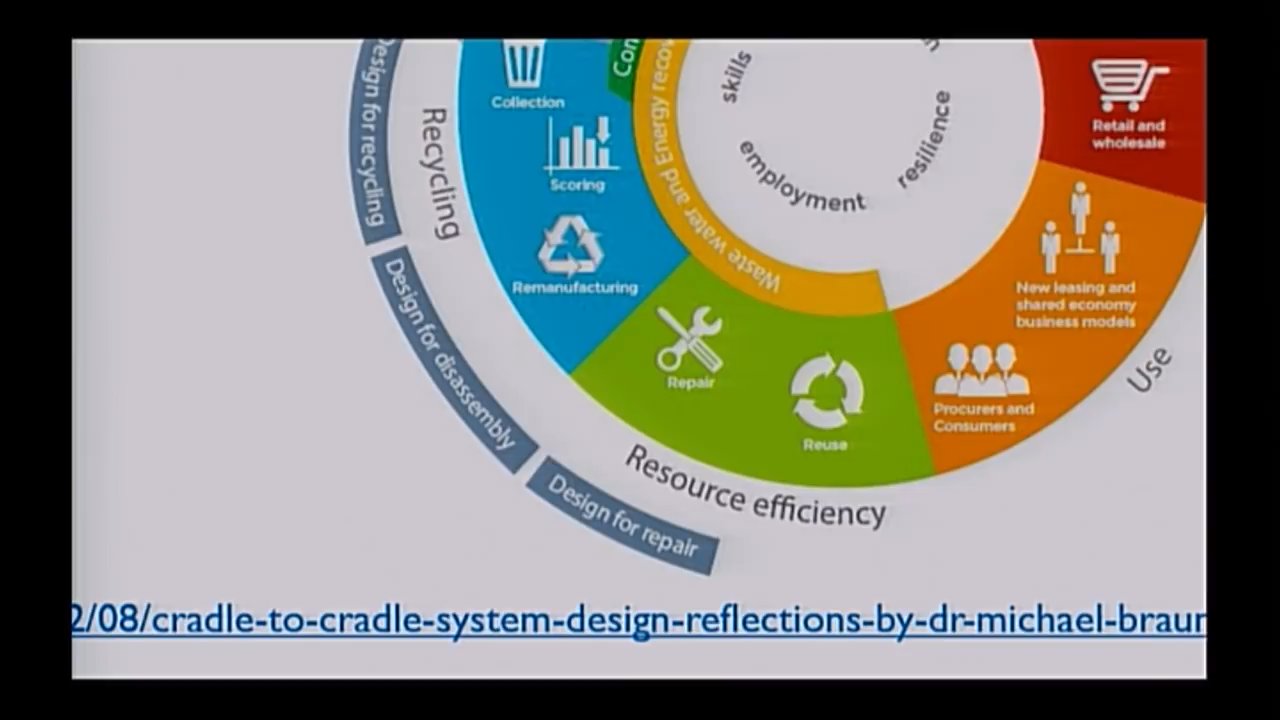 Design for recycling
Recycling
Collection
Scoring
Remanufacturing
Con
Waste water and Energy recov
skills
employment
resilience
Retail and
wholesale
New leasing and
shared economy
business models
Procurers and
Consumers
Use
Repair
Reuse
Resource efficiency
Design for disassembly
Design for repair
2/08/cradle-to-cradle-system-design-reflections-by-dr-michael-braun